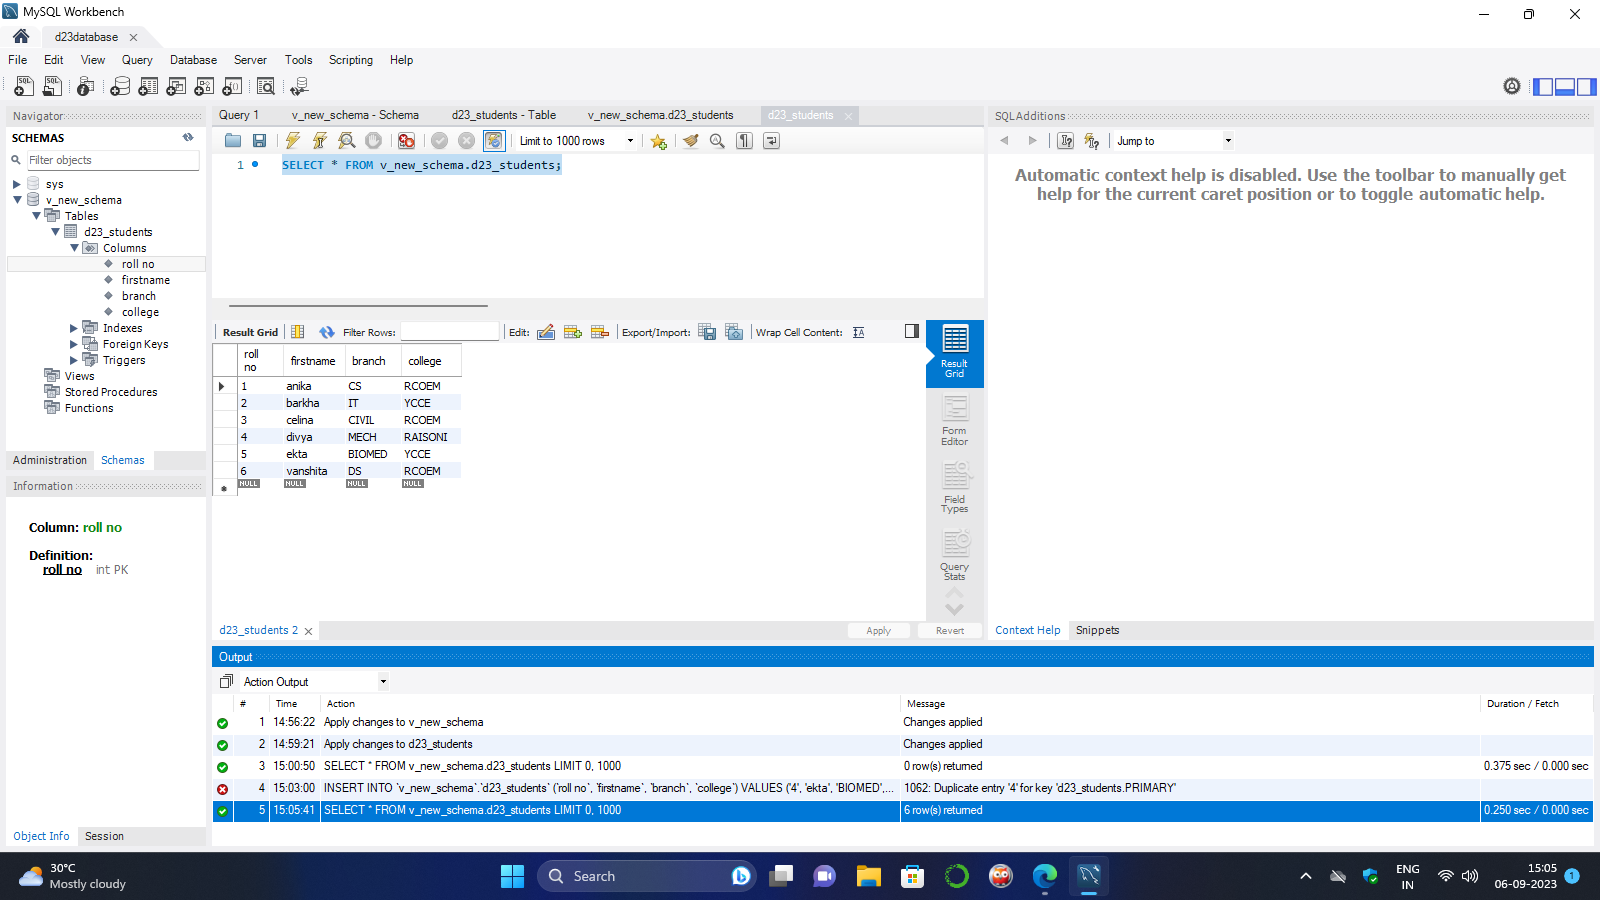 MySQL Workbench
d23database
File Edit View Query Database Server Tools Scripting Help
Navigator
SCHEMAS
Filter objects
sys
v_new_schema
Tables
d23_students
Columns
roll no
firstname
branch
college
Indexes
Foreign Keys
Triggers
Views
Stored Procedures
Functions
Administration Schemas
Information
Column: roll no
Definition:
roll no int PK
Object Info Session
Query 1 v_new_schema - Schema d23_students - Table v_new_schema.d23_students d23_students
Limit to 1000 rows
1 SELECT * FROM v_new_schema.d23_students;
Result Grid Filter Rows: Edit: Export/Import: Wrap Cell Content:
roll no firstname branch college
1 anika CS RCOEM
2 barkha IT YCCE
3 celina CIVIL RCOEM
4 divya MECH RAISONI
5 ekta BIOMED YCCE
6 vanshita DS RCOEM
NULL NULL NULL NULL
Result
Grid
Form
Editor
Field
Types
Query
Stats
d23_students 2 Apply Revert
SQLAdditions
Jump to
Automatic context help is disabled. Use the toolbar to manually get
help for the current caret position or to toggle automatic help.
Context Help Snippets
Output
Action Output
# Time Action Message Duration / Fetch
1 14:56:22 Apply changes to v_new_schema Changes applied
2 14:59:21 Apply changes to d23_students Changes applied
3 15:00:50 SELECT * FROM v_new_schema.d23_students LIMIT 0, 1000 0 row(s) returned 0.375 sec / 0.000 sec
4 15:03:00 INSERT INTO `v_new_schema`.`d23_students` (`roll no`, `firstname`, `branch`, `college`) VALUES ('4', 'ekta', 'BIOMED',... 1062: Duplicate entry '4' for key 'd23_students.PRIMARY'
5 15:05:41 SELECT * FROM v_new_schema.d23_students LIMIT 0, 1000 6 row(s) returned 0.250 sec / 0.000 sec
30°C
Mostly cloudy
Search
ENG
IN
15:05
06-09-2023
1